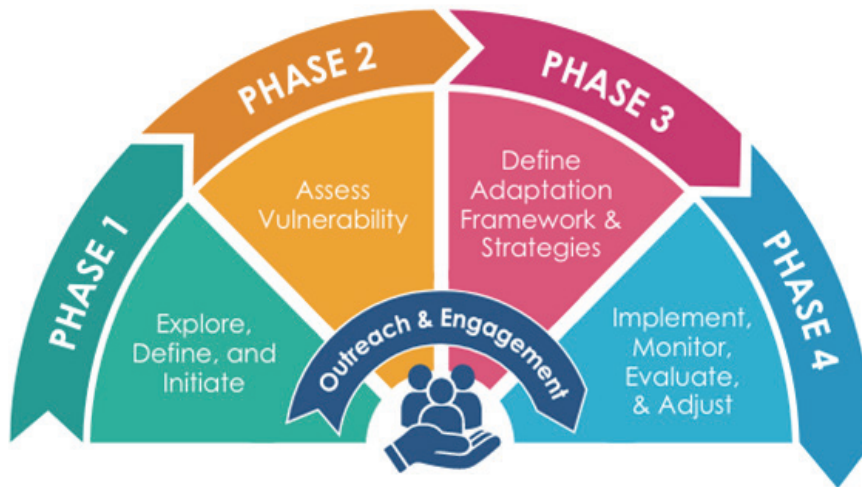 PHASE 1
Explore,
Define, and
Initiate
PHASE 2
Assess
Vulnerability
PHASE 3
Define
Adaptation
Framework &
Strategies
PHASE 4
Implement,
Monitor,
Evaluate,
& Adjust
Outreach & Engagement